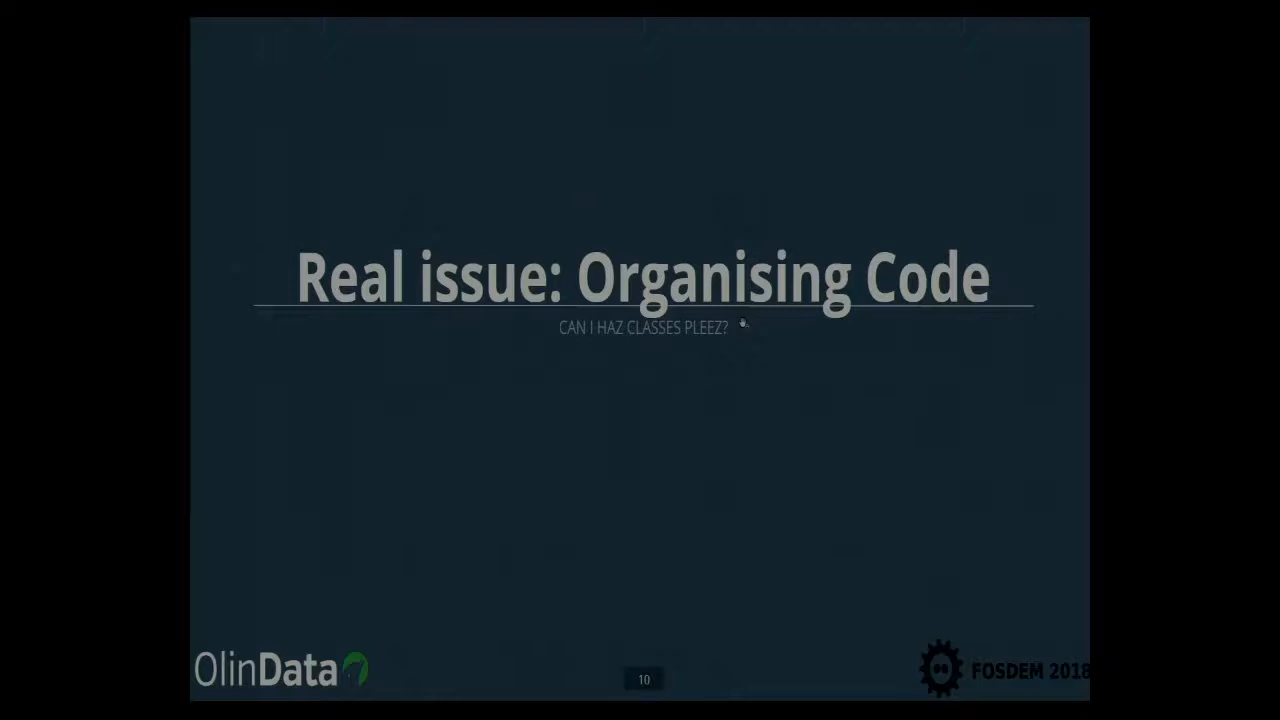 Real issue: Organising Code
CAN I HAZ CLASSES PLEEZ?
OlinData
10
FOSDEM 2018